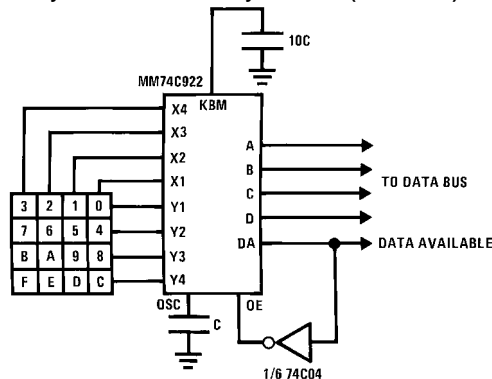 10C
MM74C922
KBM
X4
X3
X2
X1
Y1
Y2
Y3
Y4
A
B
C
D
DA
TO DATA BUS
DATA AVAILABLE
3 2 1 0
7 6 5 4
B A 9 8
F E D C
OSC
OE
C
1/6 74C04